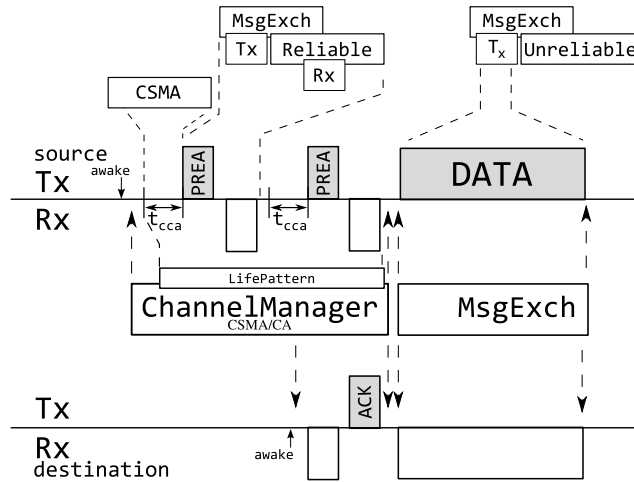 MsgExch
Tx
Reliable
Rx
MsgExch
Tx
Unreliable
CSMA
source
awake
Tx
PREA
PREA
DATA
Rx
tcca
tcca
LifePattern
ChannelManager
CSMA/CA
MsgExch
Tx
ACK
Rx
awake
destination